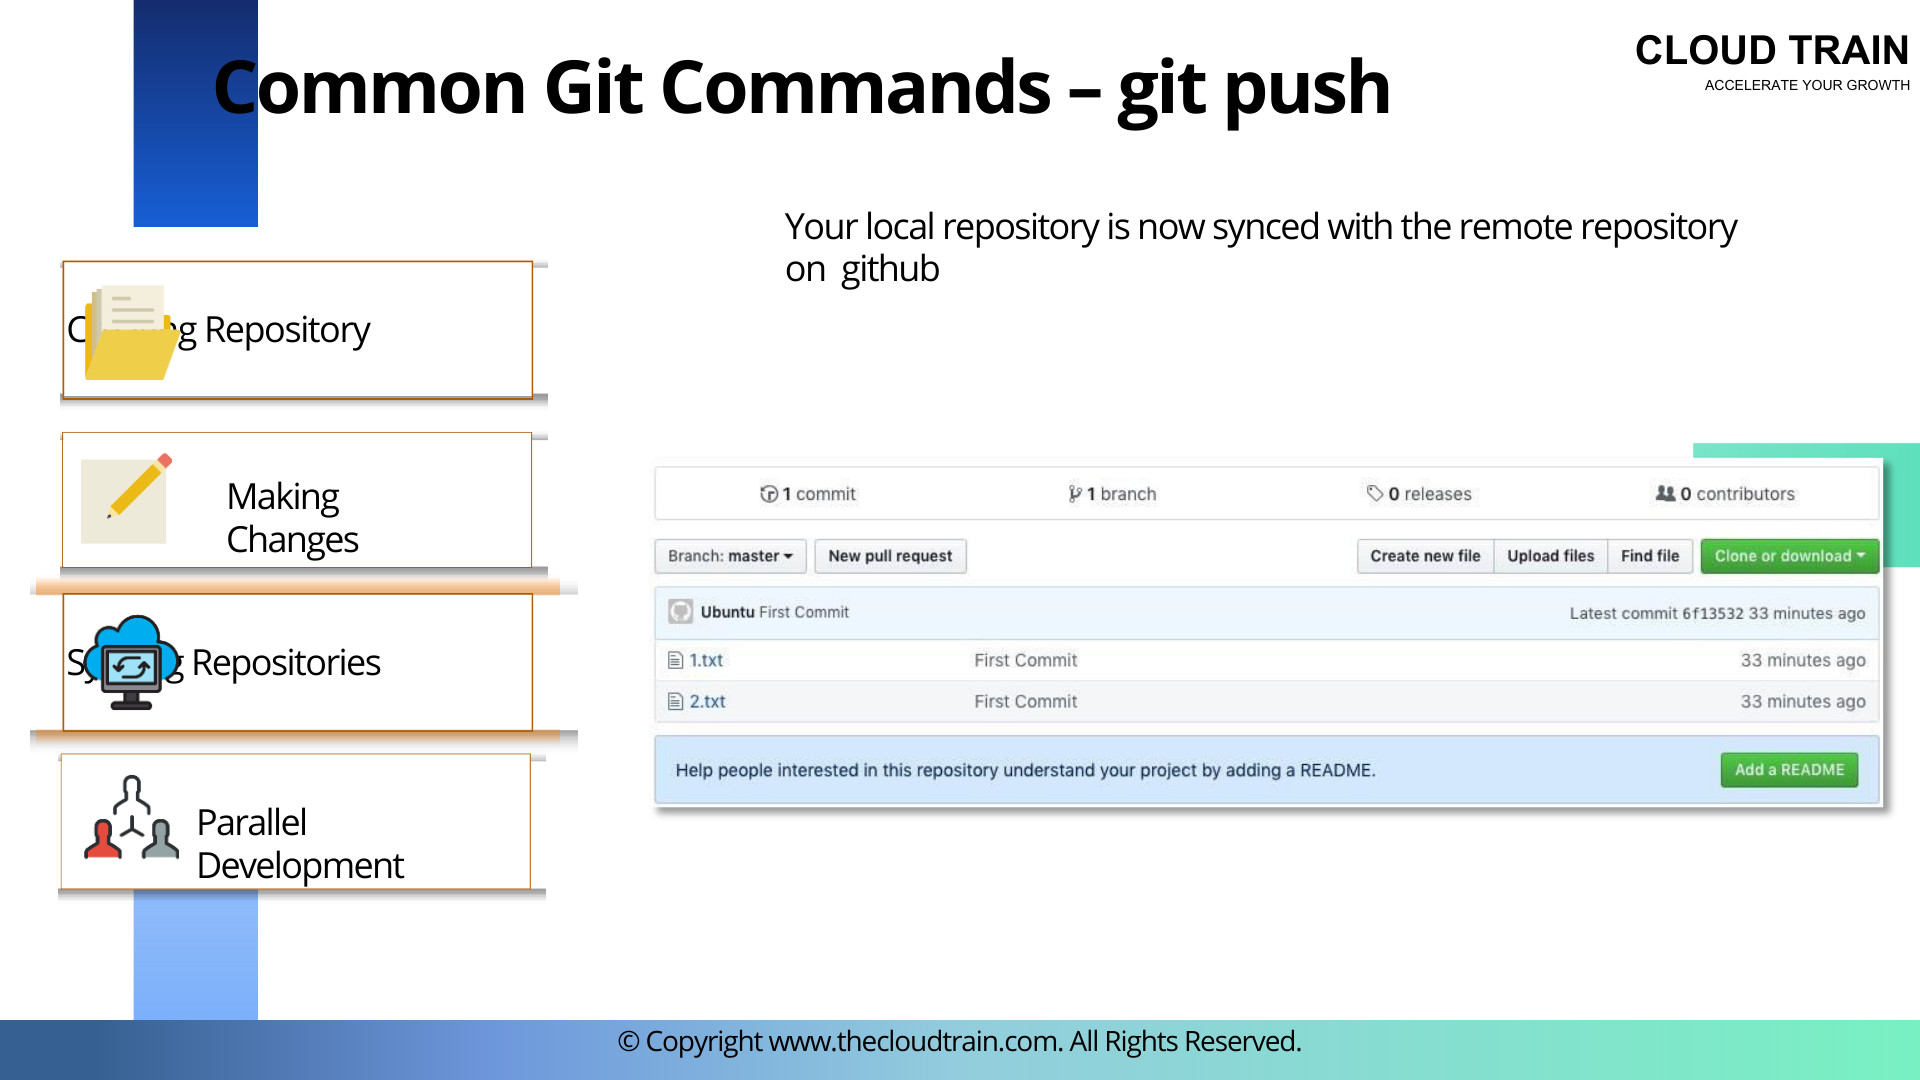 Common Git Commands – git push
CLOUD TRAIN
ACCELERATE YOUR GROWTH
Your local repository is now synced with the remote repository
on github
Repository
Making
Changes
Repositories
Parallel
Development
1 commit
1 branch
0 releases
0 contributors
Branch: master
New pull request
Create new file
Upload files
Find file
Clone or download
Ubuntu First Commit
Latest commit 6f13532 33 minutes ago
1.txt First Commit 33 minutes ago
2.txt First Commit 33 minutes ago
Help people interested in this repository understand your project by adding a README.
Add a README
© Copyright www.thecloudtrain.com. All Rights Reserved.